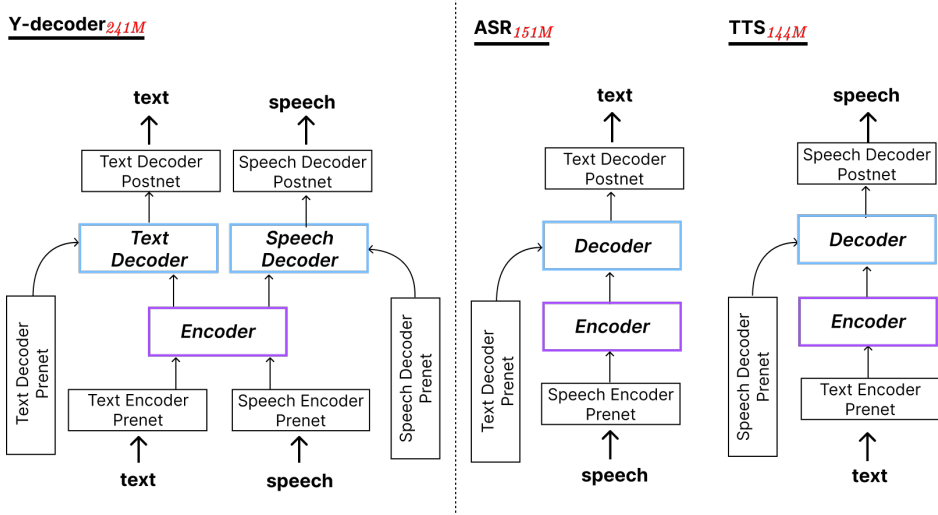 Y-decoder241M
text
speech
Text Decoder
Postnet
Speech Decoder
Postnet
Text
Decoder
Speech
Decoder
Text Decoder
Prenet
Encoder
Speech Decoder
Prenet
Text Encoder
Prenet
Speech Encoder
Prenet
text
speech
ASR151M
text
Text Decoder
Postnet
Decoder
Text Decoder
Prenet
Encoder
Speech Encoder
Prenet
speech
TTS144M
speech
Speech Decoder
Postnet
Decoder
Speech Decoder
Prenet
Encoder
Text Encoder
Prenet
text